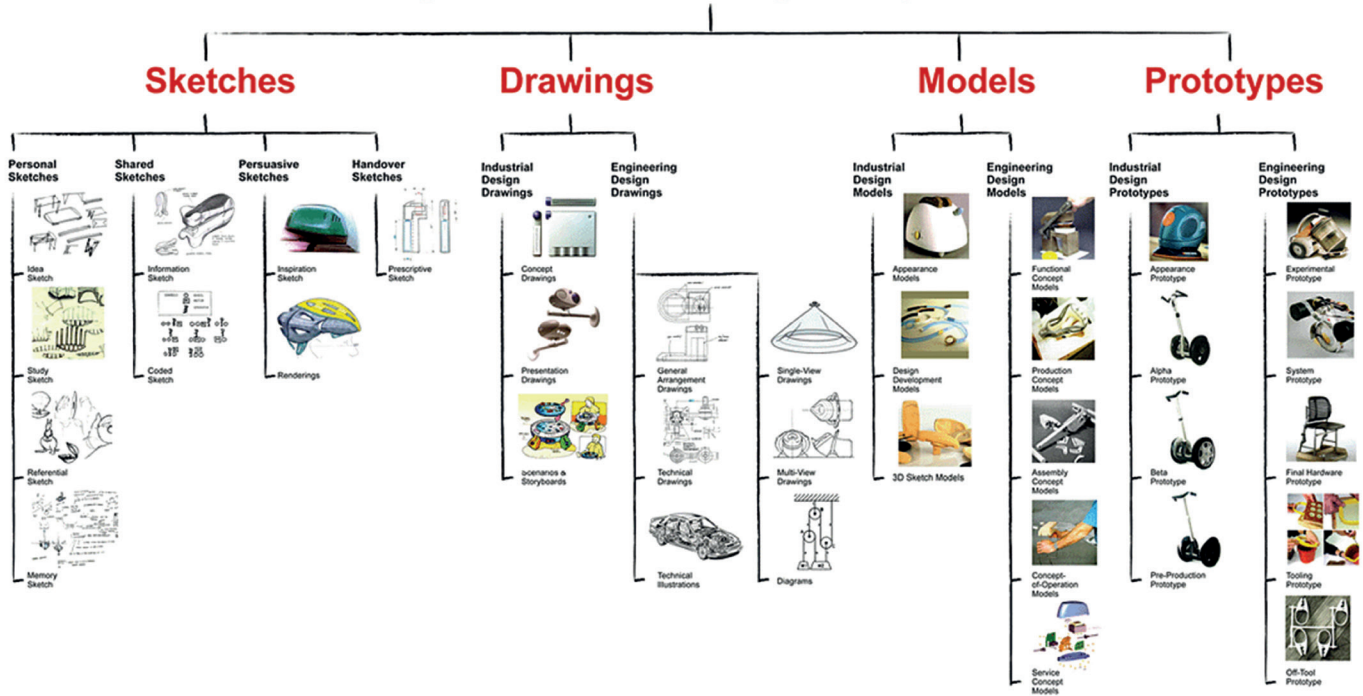 Sketches
Drawings
Models
Prototypes
Personal
Sketches
Idea
Sketch
Study
Sketch
Referential
Sketch
Memory
Sketch
Shared
Sketches
Information
Sketch
Coded
Sketch
Persuasive
Sketches
Inspiration
Sketch
Renderings
Handover
Sketches
Prescriptive
Sketch
Industrial
Design
Drawings
Concept
Drawings
Presentation
Drawings
Scenarios &
Storyboards
Engineering
Design
Drawings
General
Arrangement
Drawings
Technical
Drawings
Technical
Illustrations
Single-View
Drawings
Multi-View
Drawings
Diagrams
Industrial
Design
Models
Appearance
Models
Design
Development
Models
3D Sketch Models
Engineering
Design
Models
Functional
Concept
Models
Production
Concept
Models
Assembly
Concept
Models
Concept-
of-Operation
Models
Service
Concept
Models
Industrial
Design
Prototypes
Appearance
Prototype
Alpha
Prototype
Beta
Prototype
Pre-Production
Prototype
Engineering
Design
Prototypes
Experimental
Prototype
System
Prototype
Final Hardware
Prototype
Tooling
Prototype
Off-Tool
Prototype